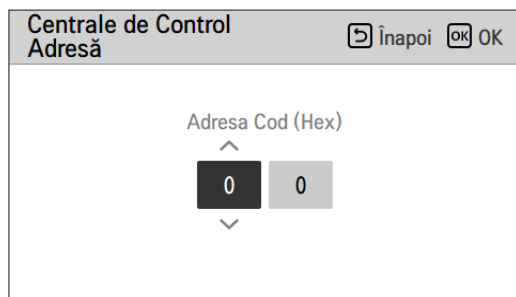 Centrale de Control
Adresă
Înapoi OK OK
Adresa Cod (Hex)
0 0